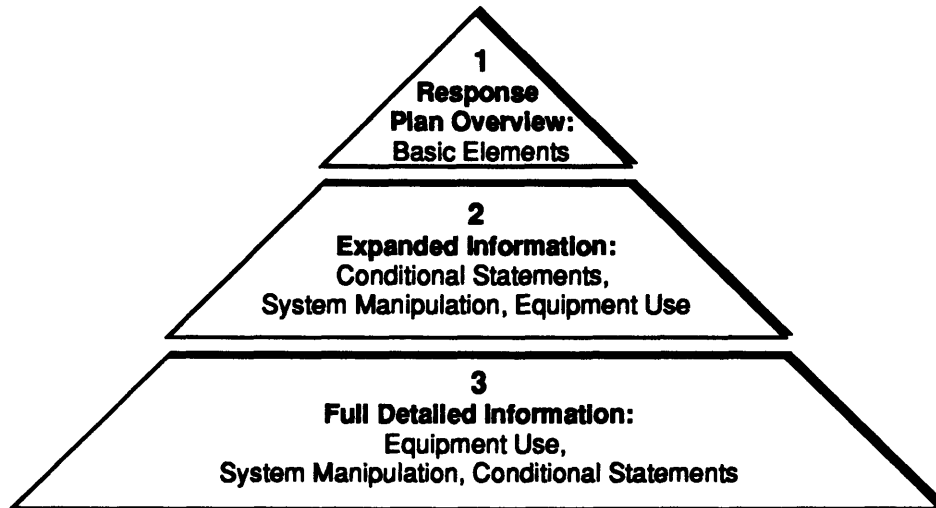 1
Response
Plan Overview:
Basic Elements
2
Expanded Information:
Conditional Statements,
System Manipulation, Equipment Use
3
Full Detailed Information:
Equipment Use,
System Manipulation, Conditional Statements